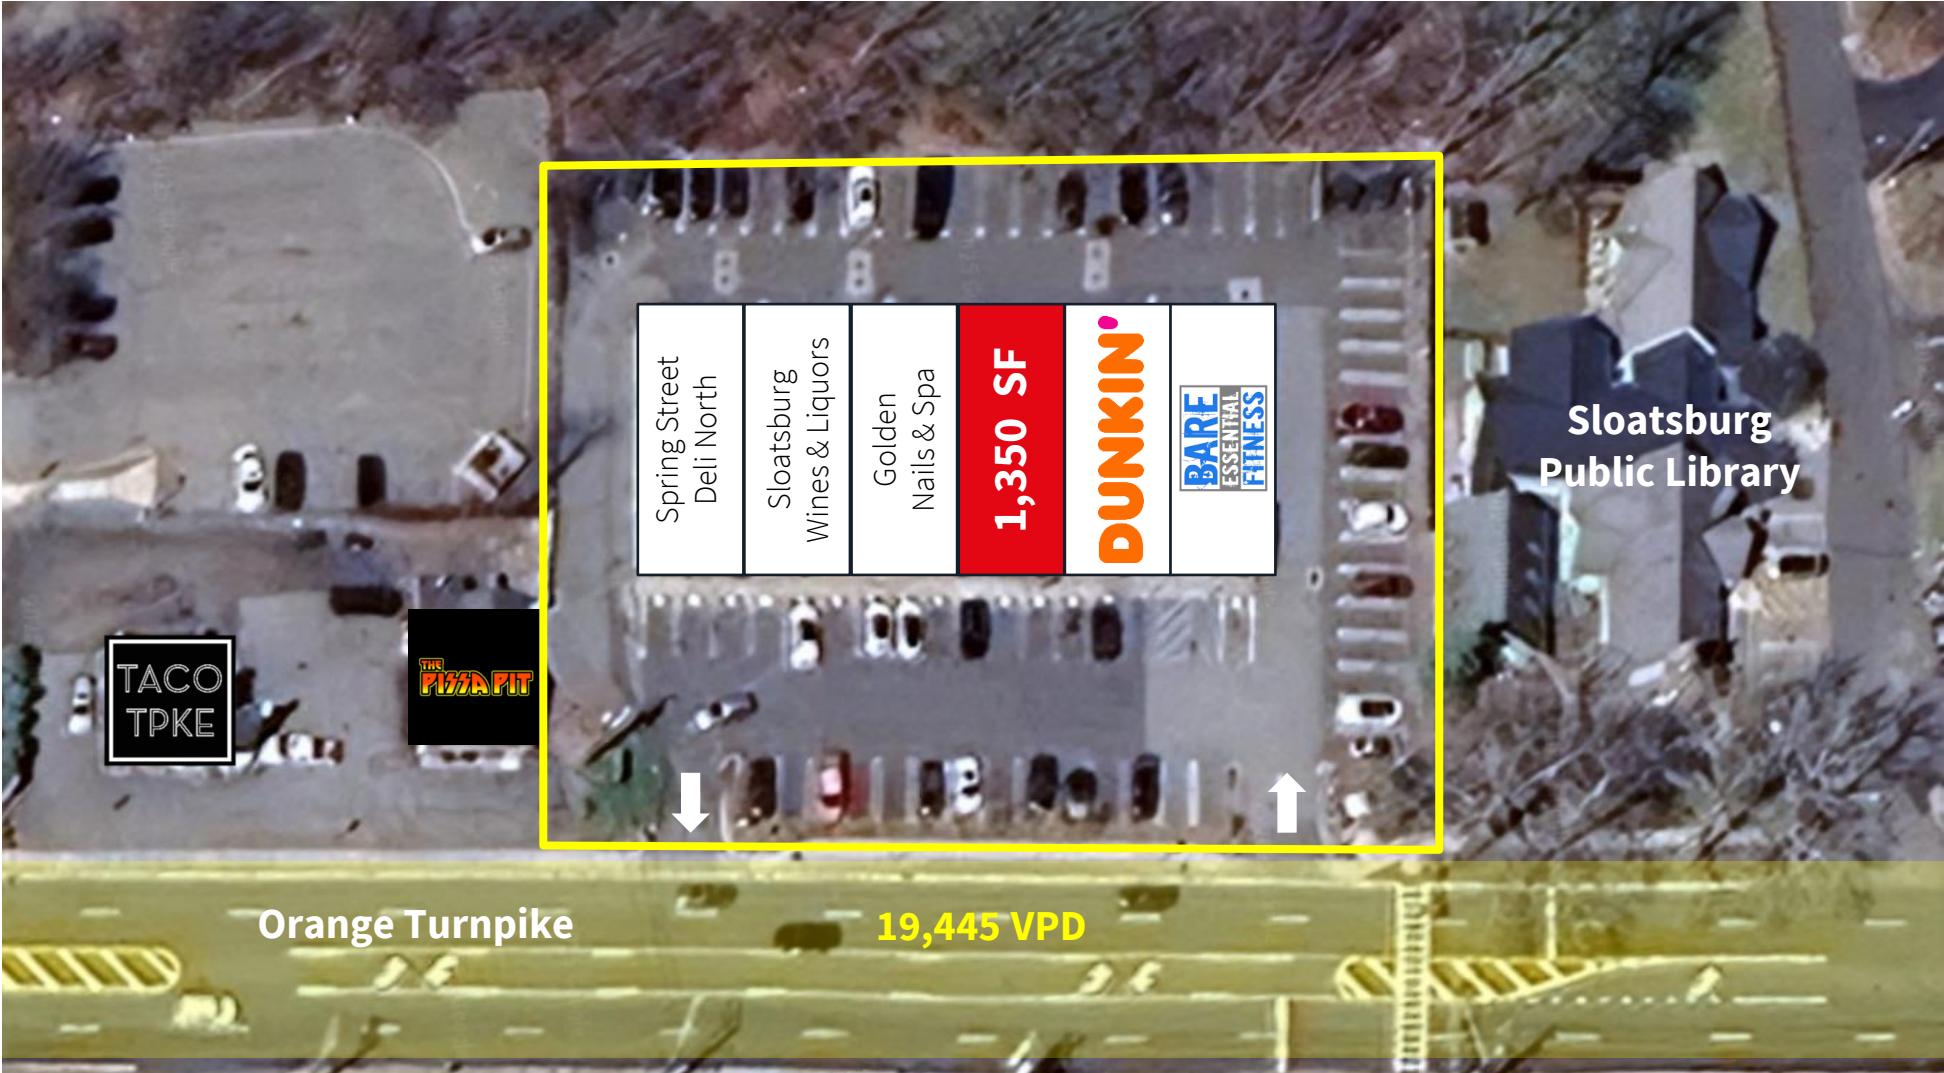 Spring Street
Deli North
Sloatsburg
Wines & Liquors
Golden
Nails & Spa
1,350 SF
DUNKIN'
BARE
ESSENTIAL
FITNESS
Sloatsburg
Public Library
TACO
TPKE
THE
PIZZA PIT
Orange Turnpike
19,445 VPD